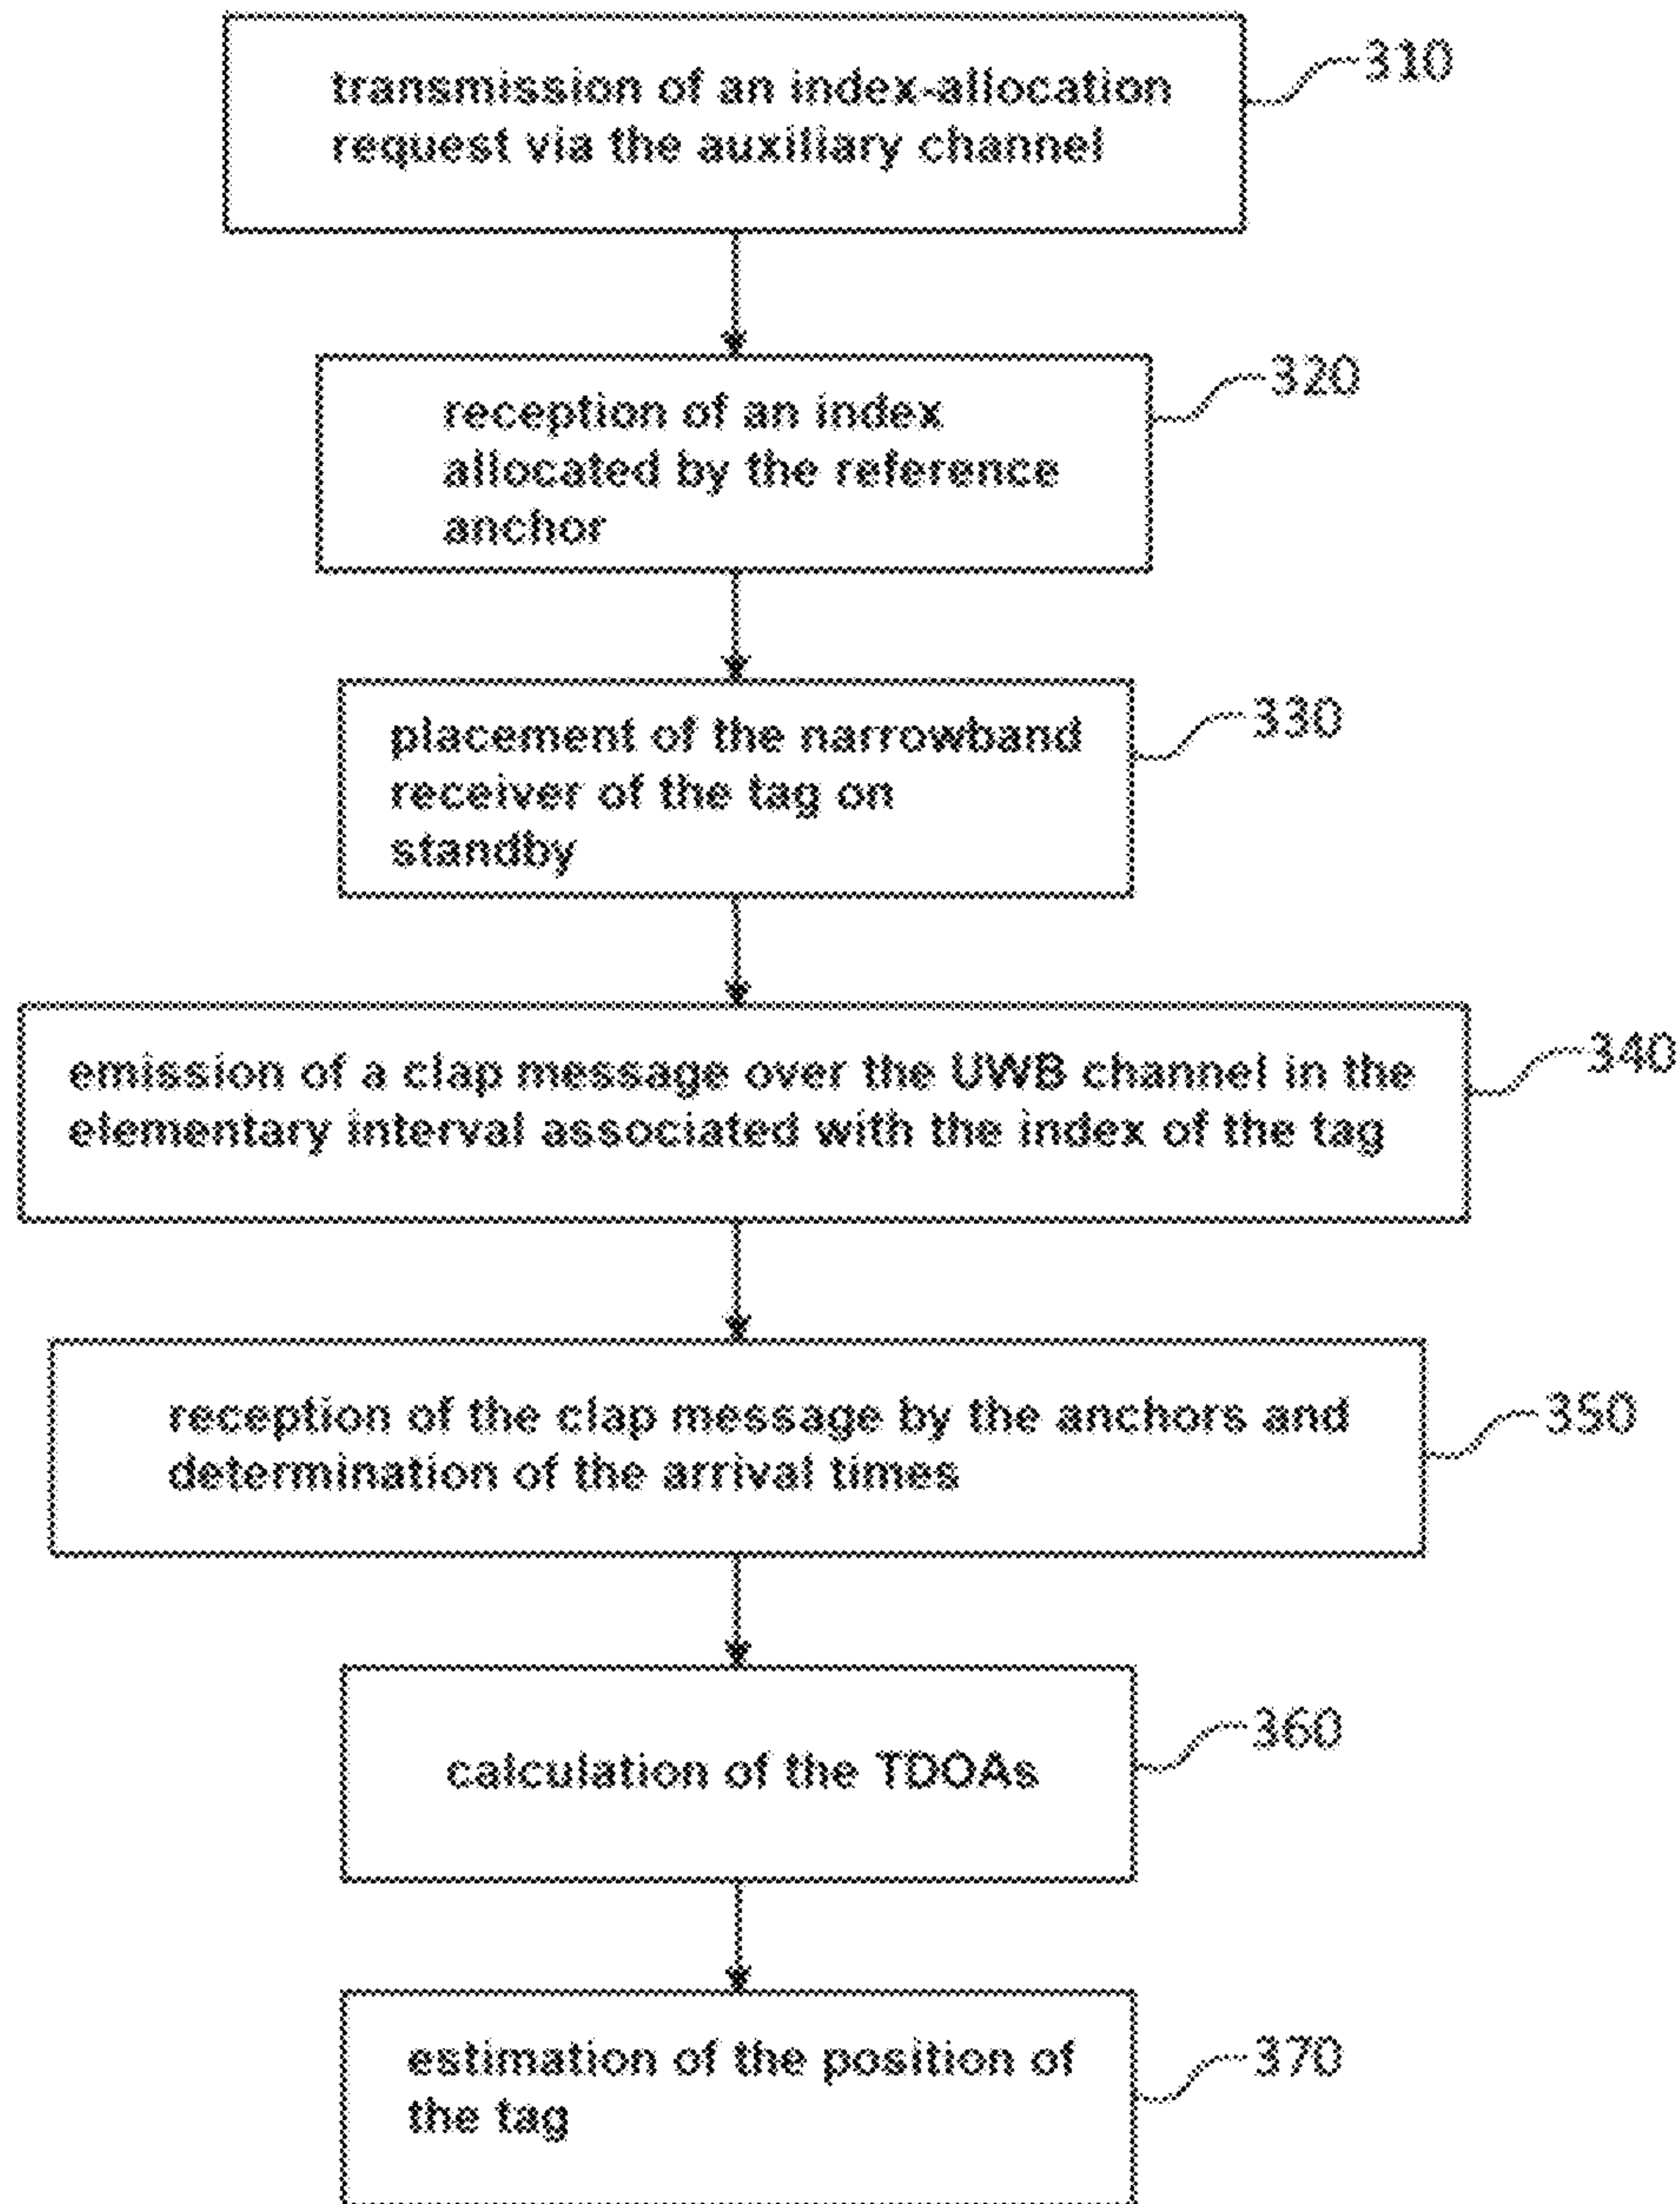 transmission of an index-allocation
request via the auxiliary channel
310
reception of an index
allocated by the reference
anchor
320
placement of the narrowband
receiver of the tag on
standby
330
emission of a clap message over the UWB channel in the
elementary interval associated with the index of the tag
340
reception of the clap message by the anchors and
determination of the arrival times
350
calculation of the TDOAs
360
estimation of the position of
the tag
370